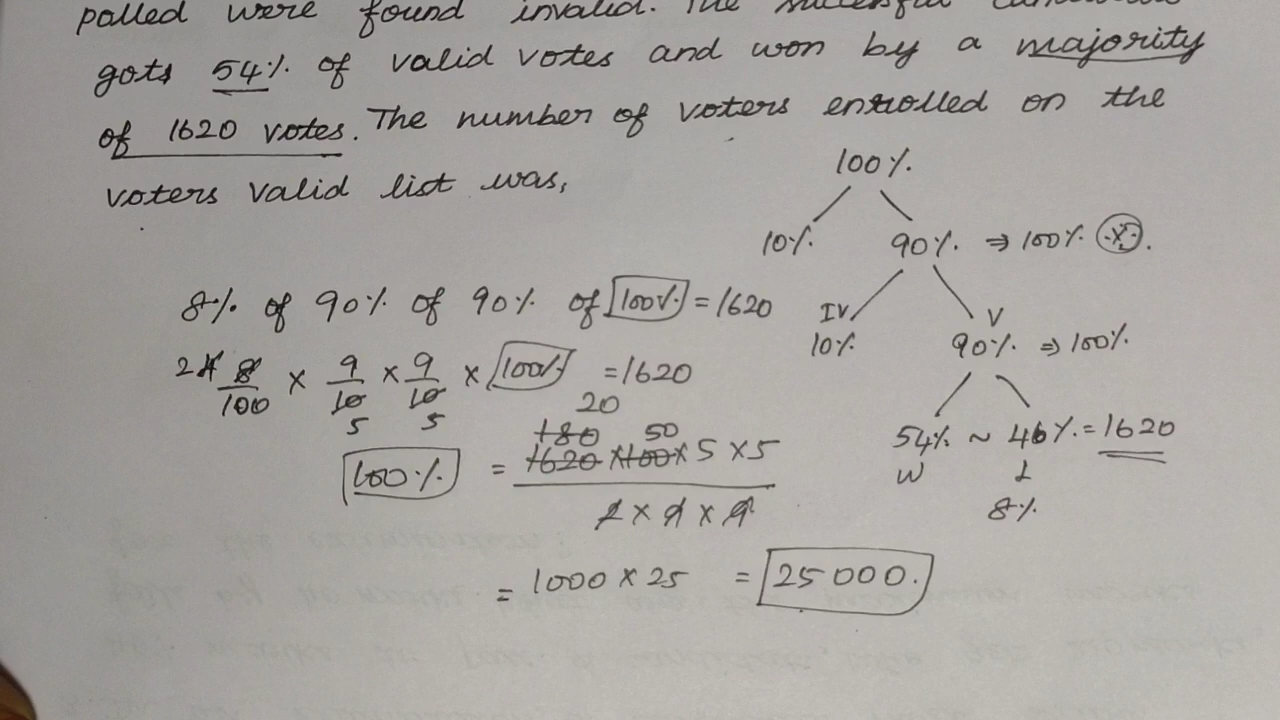 polled were found invalid. The successful
gots 54% of valid votes and won by a majority
of 1620 votes. The number of voters enrolled on the
voters valid list was,
100%
10% 90% ⇒ 100% X
8% of 90% of 90% of 100% = 1620
IV V
10% 90% ⇒ 100%
2 4 8/100 × 9/10 × 9/10 × 100% = 1620
5 5
20
180 50
100% = 1620 × 100 × 5 × 5
2 × 9 × 9
54% ~ 46% = 1620
W L
8%
= 1000 × 25 = 25000.